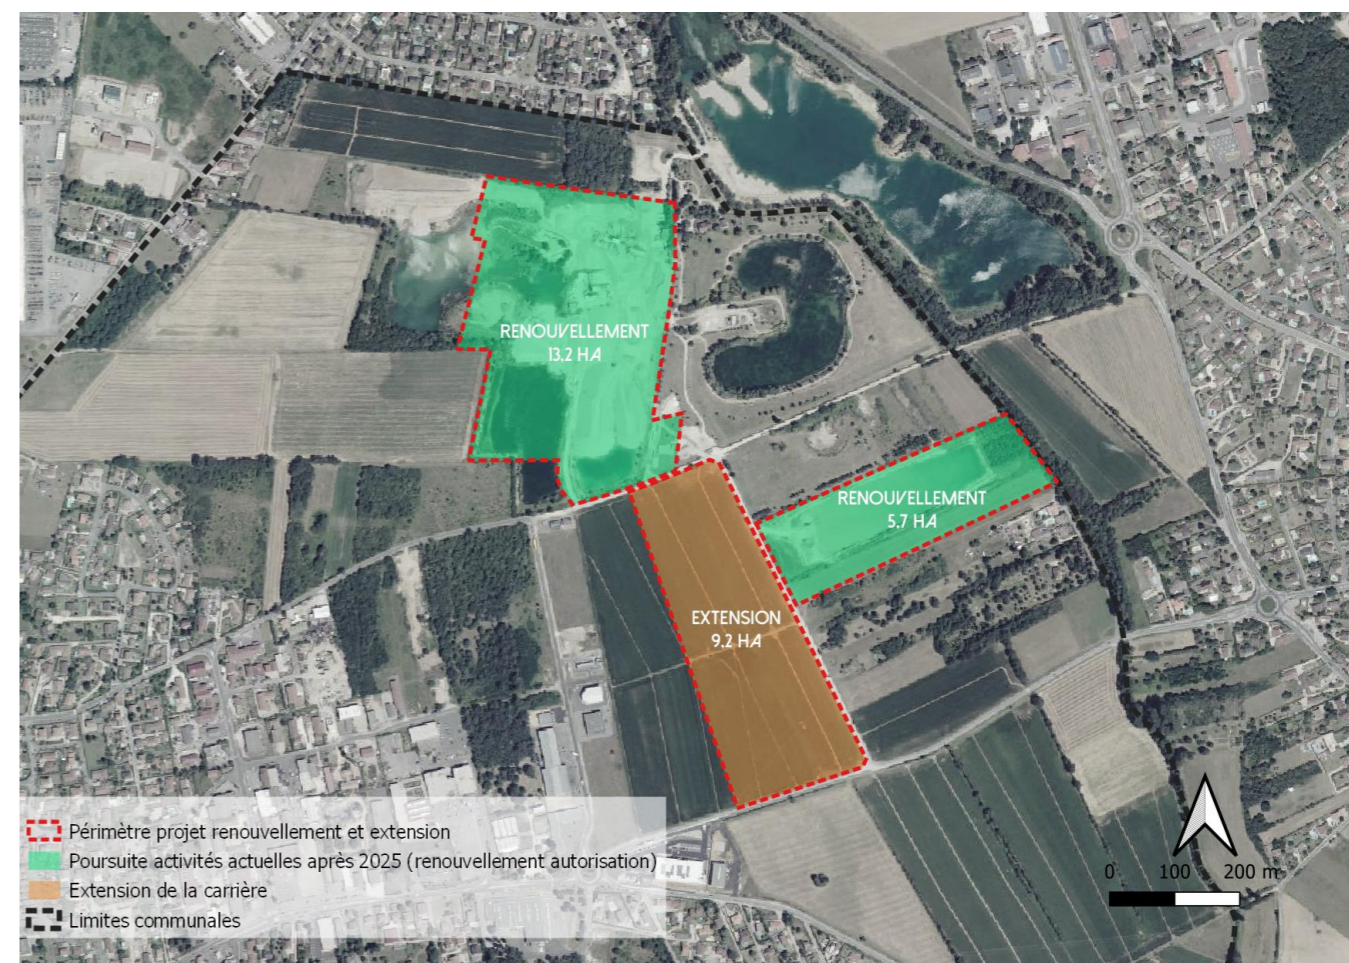 RENOUVELLEMENT
13,2 HA
RENOUVELLEMENT
5,7 HA
EXTENSION
9,2 HA
Périmètre projet renouvellement et extension
Poursuite activités actuelles après 2025 (renouvellement autorisation)
Extension de la carrière
Limites communales
0 100 200 m